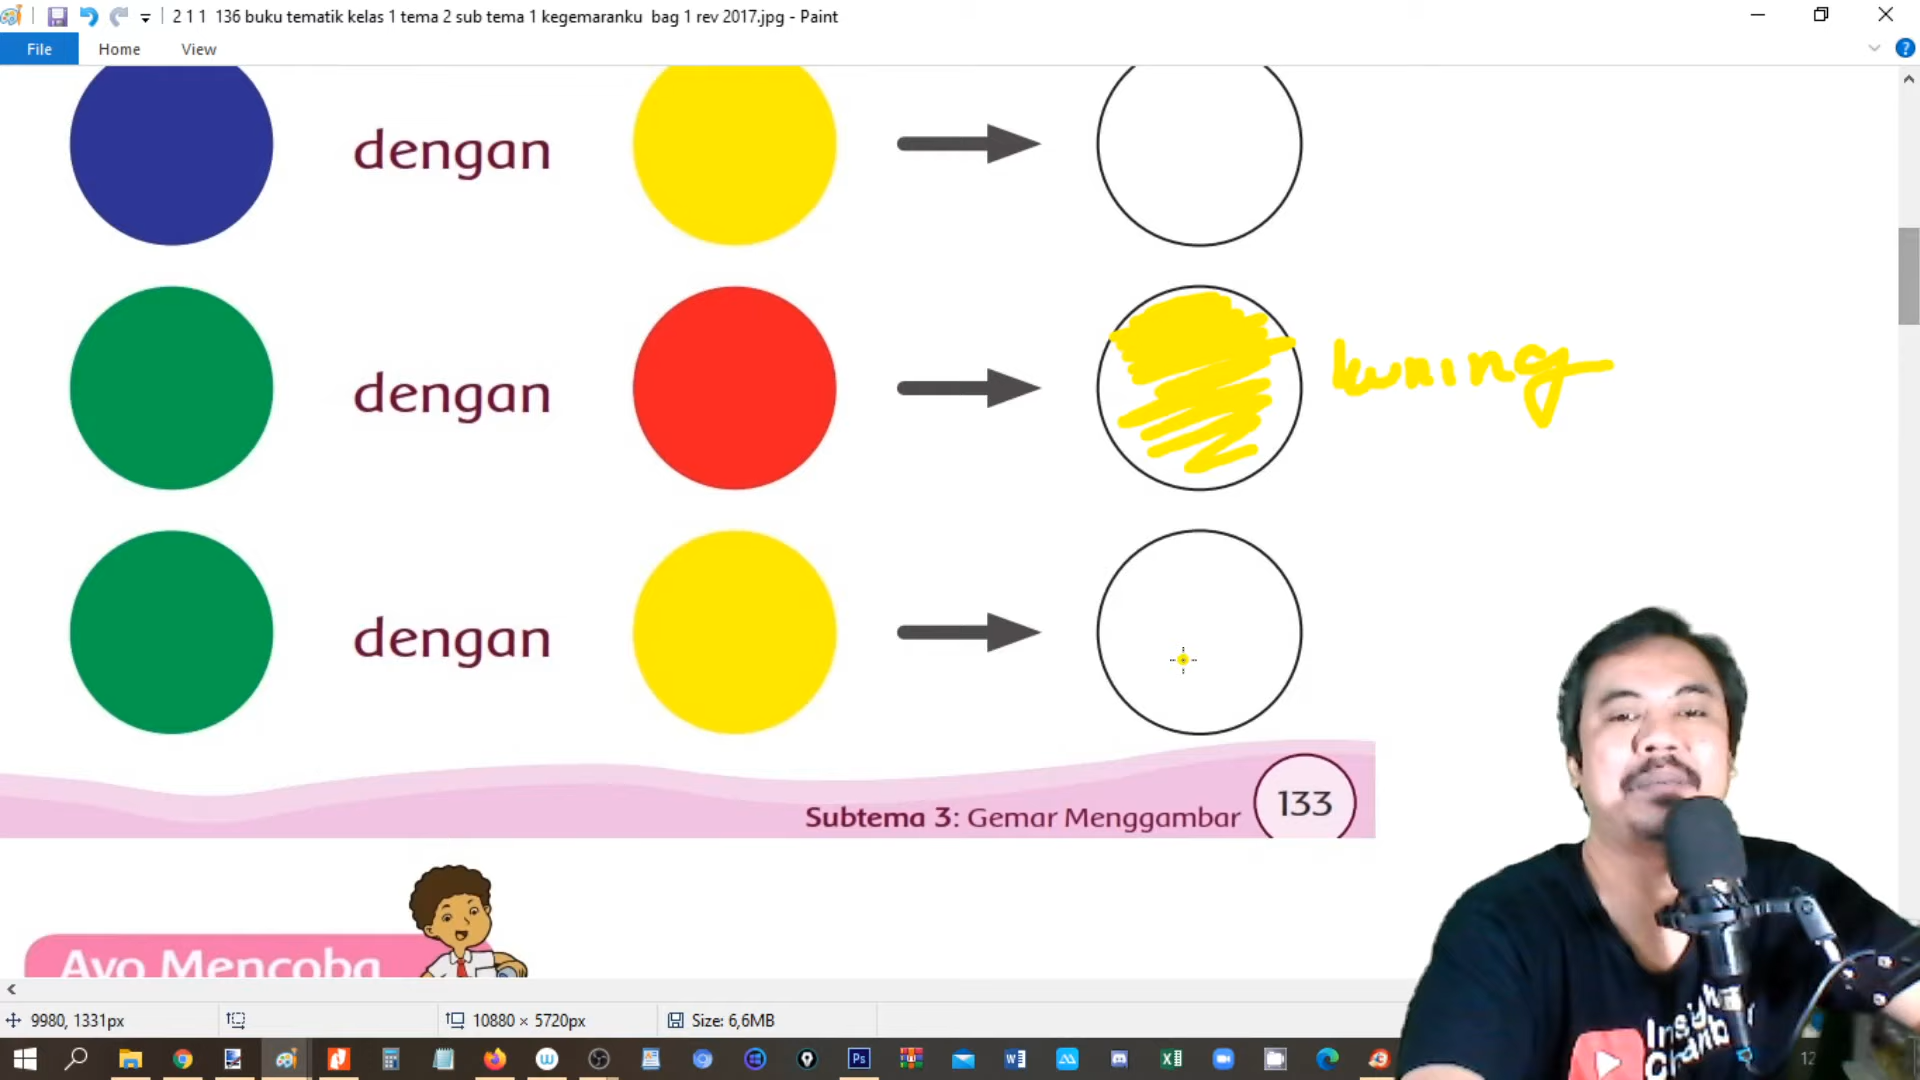 2 1 1 136 buku tematik kelas 1 tema 2 sub tema 1 kegemaranku bag 1 rev 2017.jpg - Paint
File Home View
dengan
dengan
kuning
dengan
Subtema 3: Gemar Menggambar 133
Ayo Mencoba
9980, 1331px
10880 × 5720px
Size: 6,6MB
12